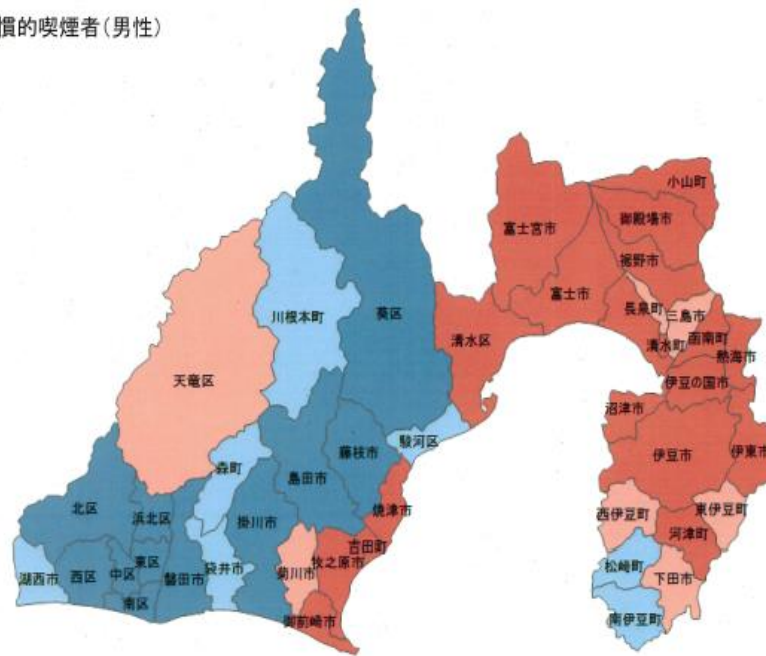 慣的喫煙者(男性)
小山町
御殿場市
富士宮市
裾野市
富士市
長泉町
三島市
函南町
清水町
熱海市
川根本町
葵区
清水区
伊豆の国市
天竜区
沼津市
駿河区
藤枝市
伊豆市
伊東市
森町
島田市
北区
浜北区
掛川市
焼津市
西伊豆町
東伊豆町
河津町
吉田町
東区
牧之原市
湖西市
西区
中区
磐田市
袋井市
菊川市
松崎町
下田市
南区
御前崎市
南伊豆町